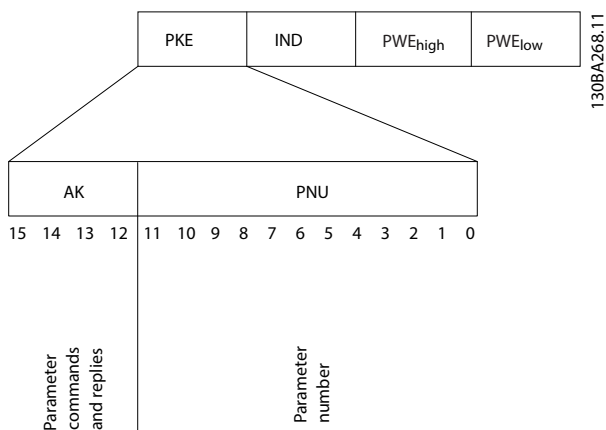 PKE IND PWEhigh PWElow
130BA268.11
AK PNU
15 14 13 12 11 10 9 8 7 6 5 4 3 2 1 0
Parameter
commands
and replies
Parameter
number